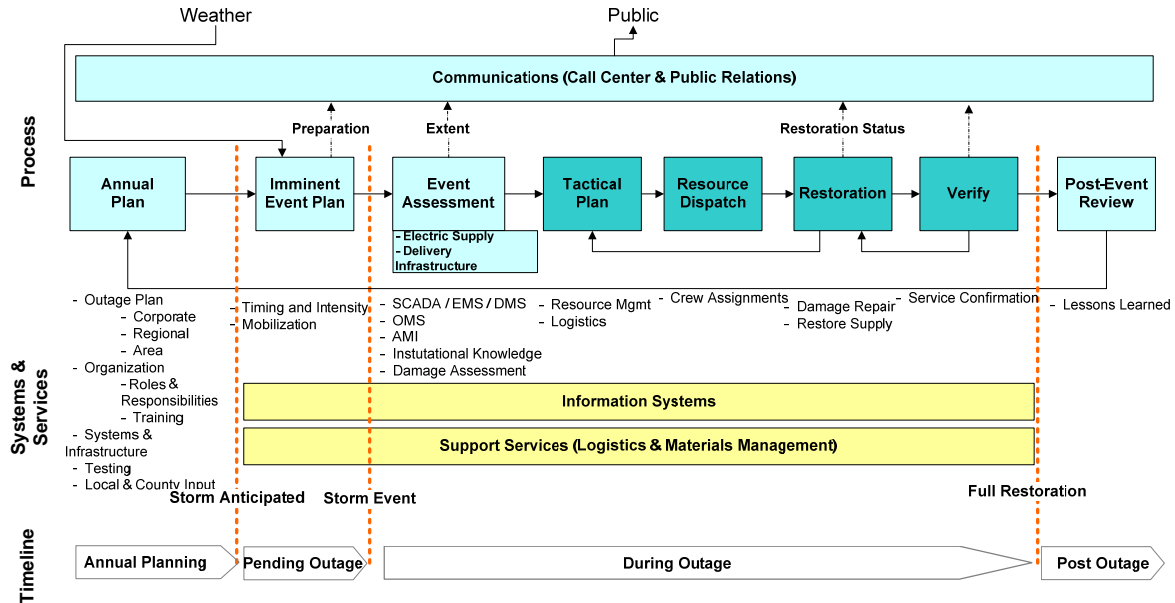 Weather
Public
Communications (Call Center & Public Relations)
Preparation
Extent
Restoration Status
Process
Annual
Plan
Imminent
Event Plan
Event
Assessment
- Electric Supply
- Delivery
Infrastructure
Tactical
Plan
Resource
Dispatch
Restoration
Verify
Post-Event
Review
- Outage Plan
- Corporate
- Regional
- Area
- Organization
- Roles &
Responsibilities
- Training
- Systems &
Infrastructure
- Testing
- Local & County Input
- Timing and Intensity
- Mobilization
- SCADA / EMS / DMS
- OMS
- AMI
- Instutational Knowledge
- Damage Assessment
- Resource Mgmt
- Logistics
- Crew Assignments
- Damage Repair
- Restore Supply
- Service Confirmation
- Lessons Learned
Systems &
Services
Information Systems
Support Services (Logistics & Materials Management)
Storm Anticipated
Storm Event
Full Restoration
Timeline
Annual Planning
Pending Outage
During Outage
Post Outage